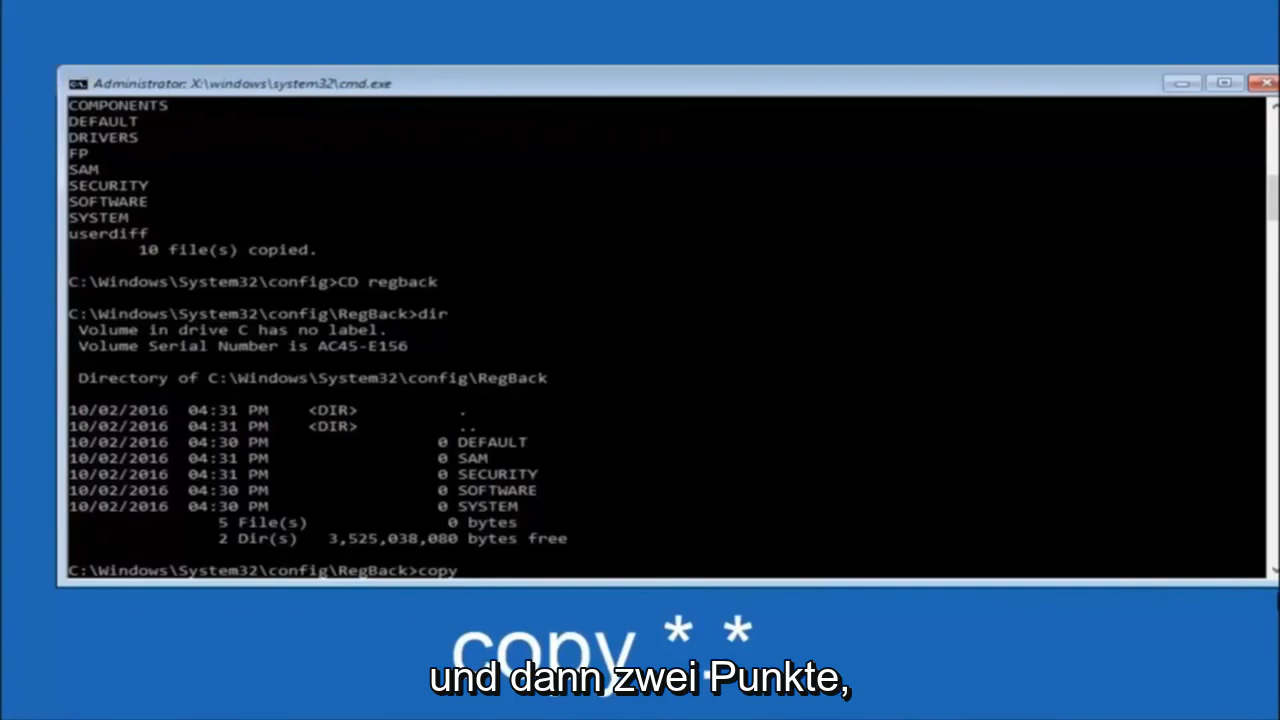 Administrator: X:\windows\system32\cmd.exe
COMPONENTS
DEFAULT
DRIVERS
FP
SAM
SECURITY
SOFTWARE
SYSTEM
userdiff
10 file(s) copied.
C:\Windows\System32\config>CD regback
C:\Windows\System32\config\RegBack>dir
Volume in drive C has no label.
Volume Serial Number is AC45-E156
Directory of C:\Windows\System32\config\RegBack
10/02/2016 04:31 PM <DIR> .
10/02/2016 04:31 PM <DIR> ..
10/02/2016 04:30 PM 0 DEFAULT
10/02/2016 04:31 PM 0 SAM
10/02/2016 04:31 PM 0 SECURITY
10/02/2016 04:30 PM 0 SOFTWARE
10/02/2016 04:30 PM 0 SYSTEM
5 File(s) 0 bytes
2 Dir(s) 3,525,038,080 bytes free
C:\Windows\System32\config\RegBack>copy
copy *.*
und dann zwei Punkte,